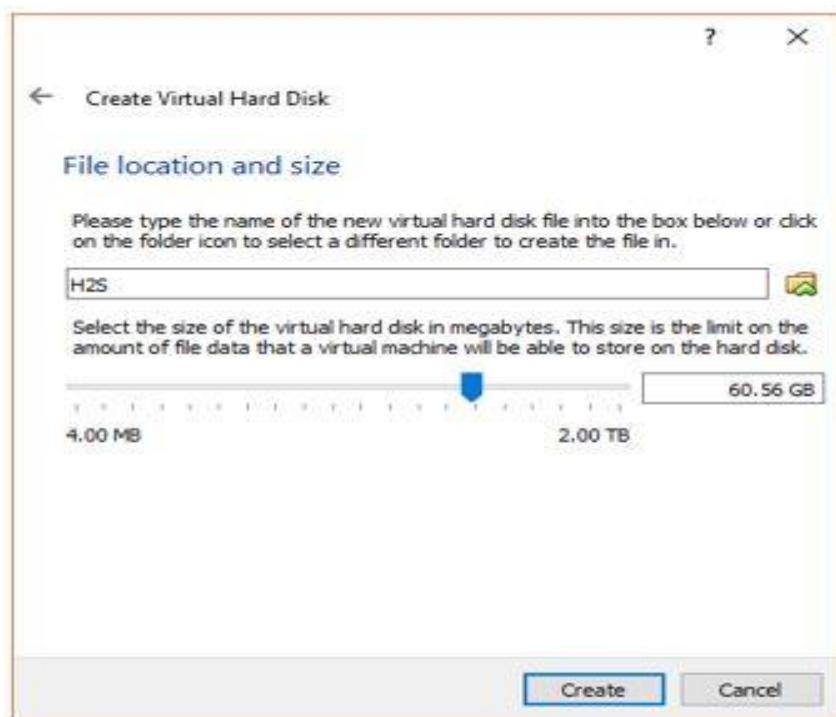 ?
Create Virtual Hard Disk
File location and size
Please type the name of the new virtual hard disk file into the box below or click
on the folder icon to select a different folder to create the file in.
H2S
Select the size of the virtual hard disk in megabytes. This size is the limit on the
amount of file data that a virtual machine will be able to store on the hard disk.
60.56 GB
4.00 MB 2.00 TB
Create Cancel